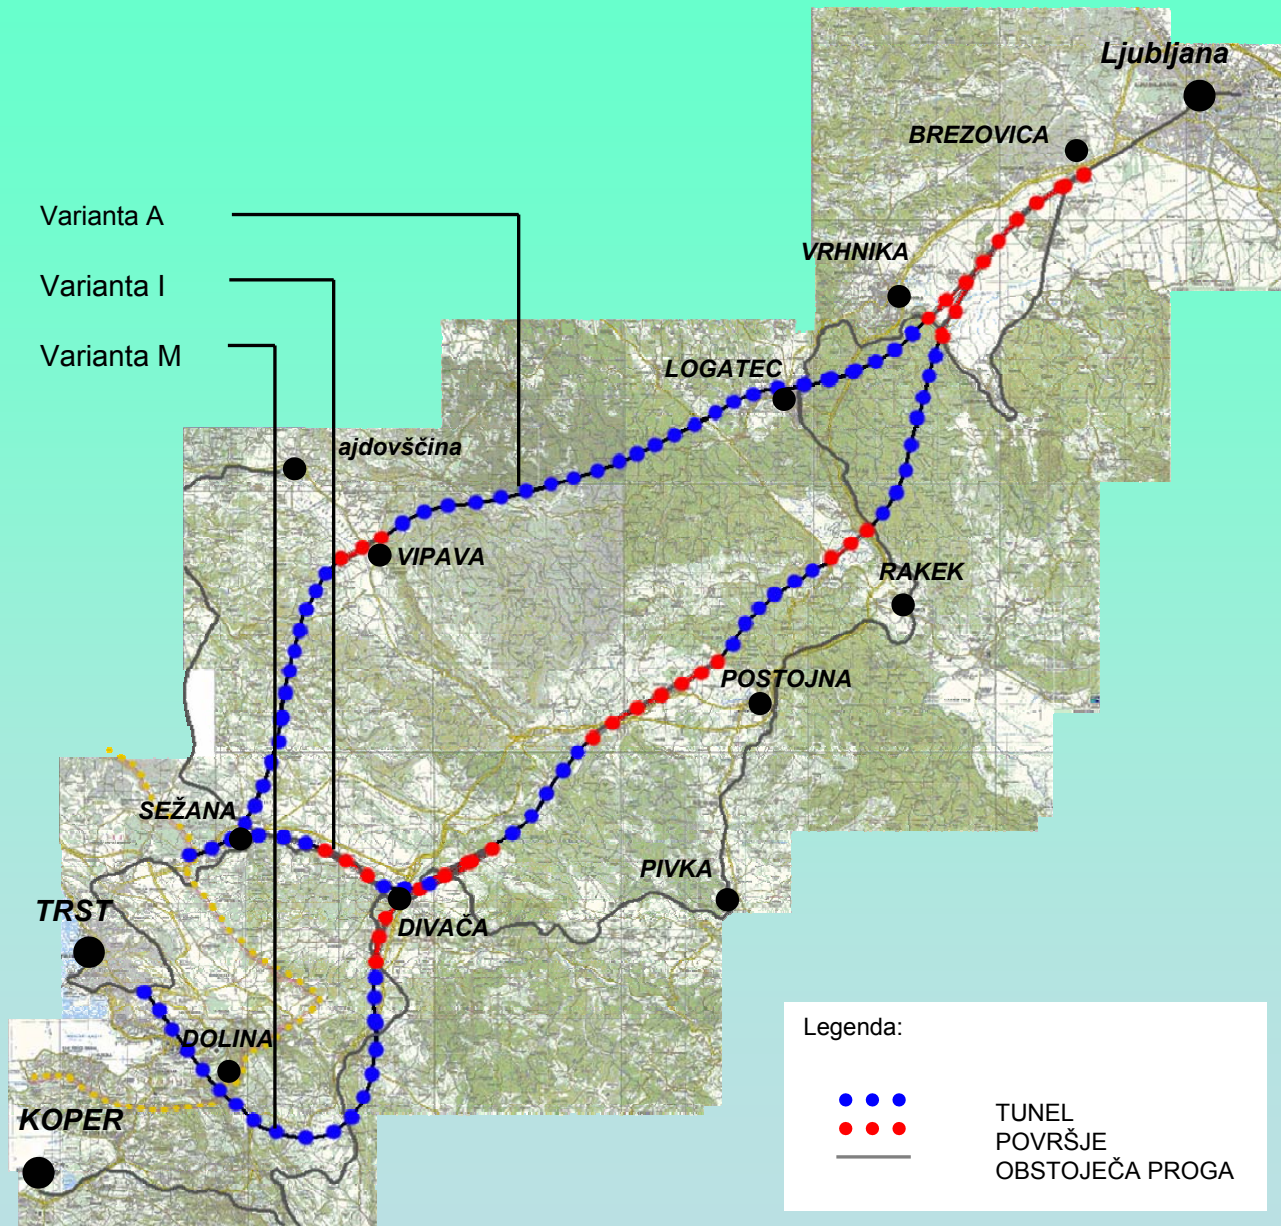 Ljubljana
BREZOVICA
Varianta A
VRHNIKA
Varianta I
Varianta M
LOGATEC
ajdovščina
VIPAVA
RAKEK
POSTOJNA
SEŽANA
PIVKA
TRST
DIVAČA
DOLINA
KOPER
Legenda:
TUNEL
POVRŠJE
OBSTOJEČA PROGA